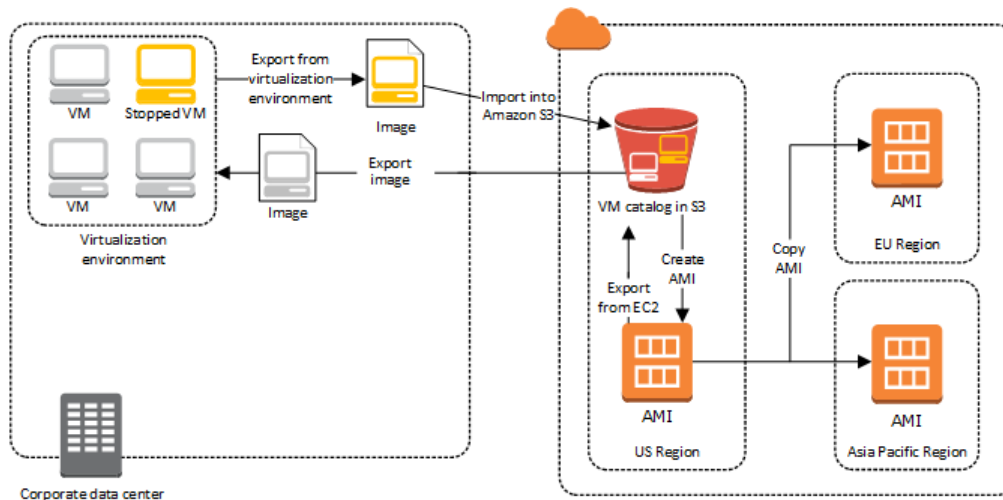 VM
Stopped VM
VM
VM
Virtualization
environment
Export from
virtualization
environment
Image
Import into
Amazon S3
Export
image
Image
Corporate data center
VM catalog in S3
Create
AMI
Export
from EC2
AMI
US Region
Copy
AMI
AMI
EU Region
AMI
Asia Pacific Region